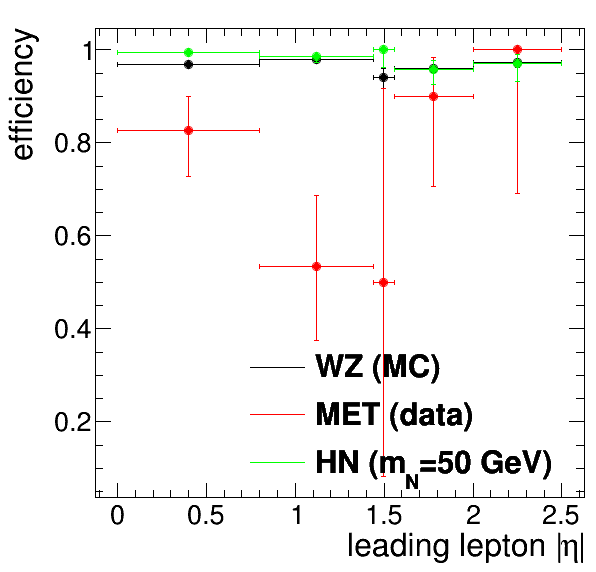 efficiency
1
0.8
0.6
0.4
0.2
WZ (MC)
MET (data)
HN (m_N=50 GeV)
0 0.5 1 1.5 2 2.5
leading lepton |η|